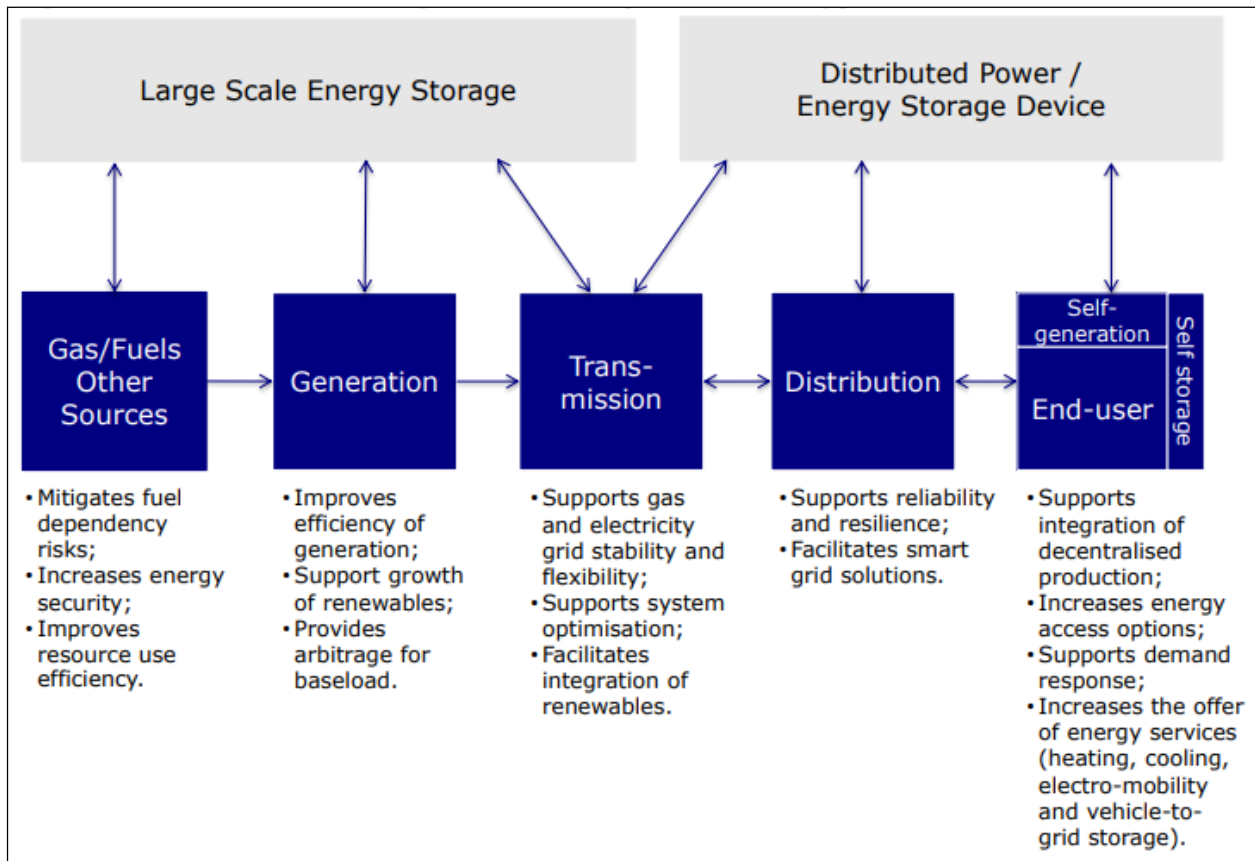 Large Scale Energy Storage
Distributed Power /
Energy Storage Device
Gas/Fuels
Other
Sources
Generation
Trans-
mission
Distribution
Self-
generation
End-user
Self storage
• Mitigates fuel
dependency
risks;
• Increases energy
security;
• Improves
resource use
efficiency.
• Improves
efficiency of
generation;
• Support growth
of renewables;
• Provides
arbitrage for
baseload.
• Supports gas
and electricity
grid stability and
flexibility;
• Supports system
optimisation;
• Facilitates
integration of
renewables.
• Supports reliability
and resilience;
• Facilitates smart
grid solutions.
• Supports
integration of
decentralised
production;
• Increases energy
access options;
• Supports demand
response;
• Increases the offer
of energy services
(heating, cooling,
electro-mobility
and vehicle-to-
grid storage).